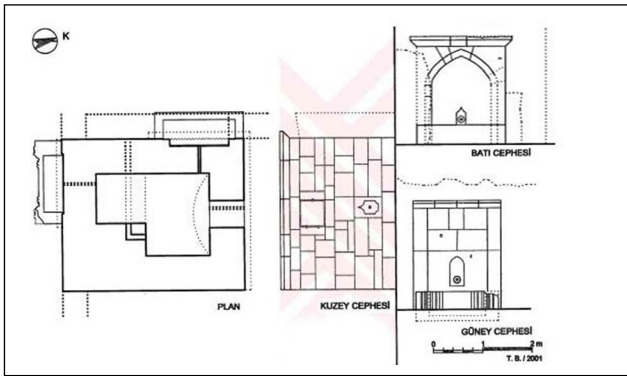 K
BATI CEPHESİ
PLAN
KUZEY CEPHESİ
GÜNEY CEPHESİ
0 1 2 m
T. B. / 2001